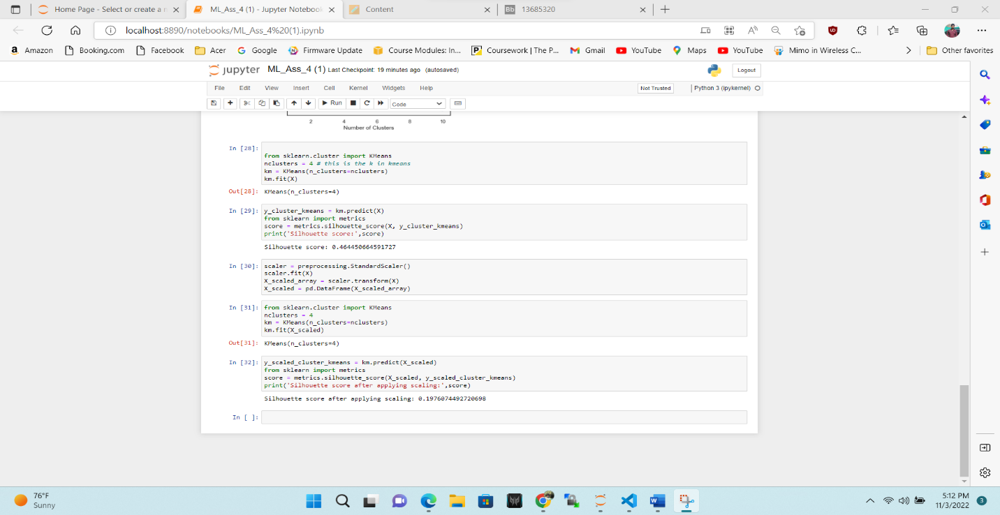 Home Page - Select or create a n
ML_Ass_4 (1) - Jupyter Notebook
Content
Bb 13685320
localhost:8890/notebooks/ML_Ass_4%20(1).ipynb
Amazon Booking.com Facebook Acer Google Firmware Update Course Modules: In... Coursework | The P... Gmail YouTube Maps YouTube Mimo in Wireless C... Other favorites
jupyter ML_Ass_4 (1) Last Checkpoint: 19 minutes ago (autosaved) Logout
File Edit View Insert Cell Kernel Widgets Help Not Trusted Python 3 (ipykernel)
Run Code
2 4 6 8 10
Number of Clusters
In [28]:
from sklearn.cluster import KMeans
nclusters = 4 # this is the k in kmeans
km = KMeans(n_clusters=nclusters)
km.fit(X)
Out[28]: KMeans(n_clusters=4)
In [29]: y_cluster_kmeans = km.predict(X)
from sklearn import metrics
score = metrics.silhouette_score(X, y_cluster_kmeans)
print('Silhouette score:',score)
Silhouette score: 0.464450664591727
In [30]: scaler = preprocessing.StandardScaler()
scaler.fit(X)
X_scaled_array = scaler.transform(X)
X_scaled = pd.DataFrame(X_scaled_array)
In [31]: from sklearn.cluster import KMeans
nclusters = 4
km = KMeans(n_clusters=nclusters)
km.fit(X_scaled)
Out[31]: KMeans(n_clusters=4)
In [32]: y_scaled_cluster_kmeans = km.predict(X_scaled)
from sklearn import metrics
score = metrics.silhouette_score(X_scaled, y_scaled_cluster_kmeans)
print('Silhouette score after applying scaling:',score)
Silhouette score after applying scaling: 0.1976074492720698
In [ ]:
76°F
Sunny
5:12 PM
11/3/2022
3